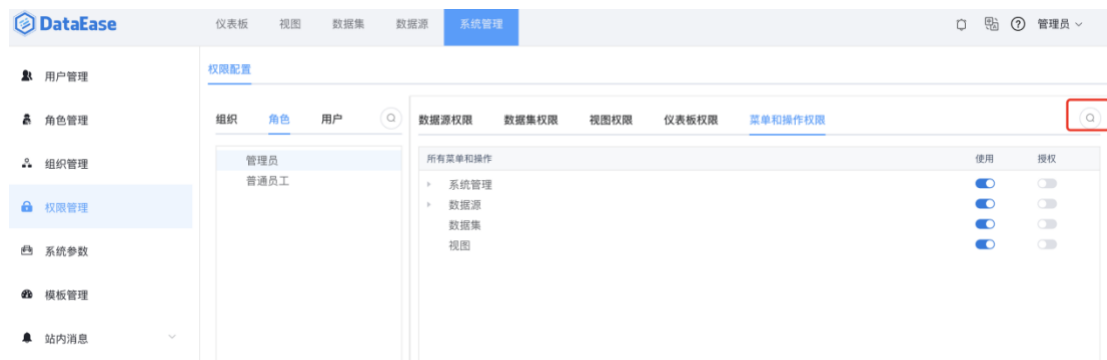 DataEase 仪表板 视图 数据集 数据源 系统管理 管理员
用户管理
角色管理
组织管理
权限管理
系统参数
模板管理
站内消息
权限配置
组织 角色 用户
管理员
普通员工
数据源权限 数据集权限 视图权限 仪表板权限 菜单和操作权限
所有菜单和操作 使用 授权
系统管理
数据源
数据集
视图